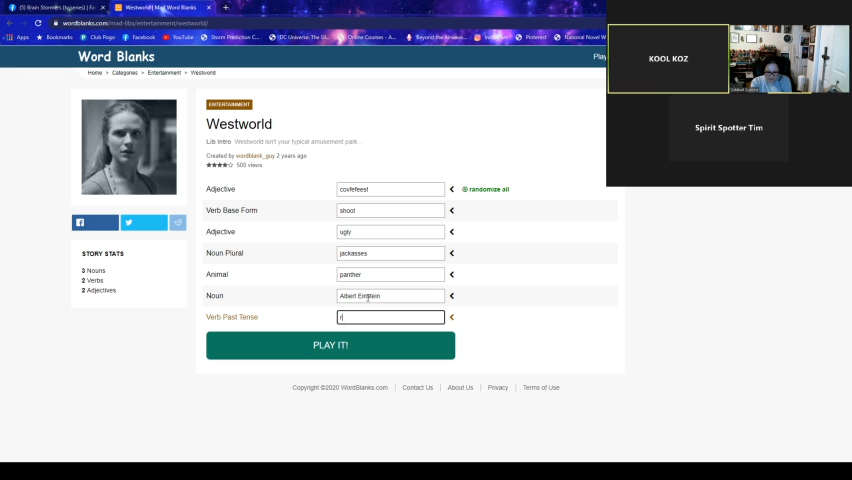 (5) Brain Stormers (tvseries) | Fa
Westworld | Mad Word Blanks
wordblanks.com/mad-libs/entertainment/westworld/
Apps
Bookmarks
Club Pogo
Facebook
YouTube
Storm Prediction C...
DC Universe: The Ul...
Online Courses - A...
Beyond the Airwave...
Instagram
Pinterest
National Novel W
Word Blanks
Play
Home
Categories
Entertainment
Westworld
ENTERTAINMENT
Westworld
Lib Intro Westworld isn't your typical amusement park...
Created by wordblank_guy 2 years ago
500 views
Adjective covfefeest randomize all
Verb Base Form shoot
Adjective ugly
Noun Plural jackasses
Animal panther
Noun Albert Einstein
Verb Past Tense r
PLAY IT!
STORY STATS
3 Nouns
2 Verbs
2 Adjectives
Copyright ©2020 WordBlanks.com | Contact Us | About Us | Privacy | Terms of Use
KOOL KOZ
Spirit Spotter Tim